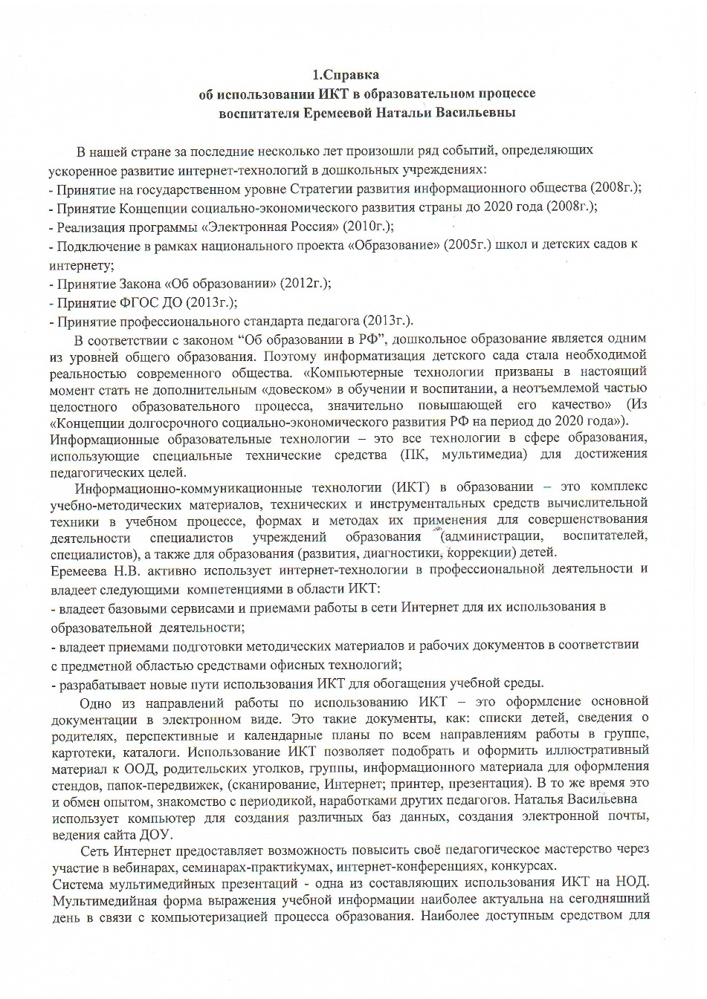 1.Справка
об использовании ИКТ в образовательном процессе
воспитателя Еремеевой Натальи Васильевны
В нашей стране за последние несколько лет произошли ряд событий, определяющих
ускоренное развитие интернет-технологий в дошкольных учреждениях:
- Принятие на государственном уровне Стратегии развития информационного общества (2008г.);
- Принятие Концепции социально-экономического развития страны до 2020 года (2008г.);
- Реализация программы «Электронная Россия» (2010г.);
- Подключение в рамках национального проекта «Образование» (2005г.) школ и детских садов к
интернету;
- Принятие Закона «Об образовании» (2012г.);
- Принятие ФГОС ДО (2013г.);
- Принятие профессионального стандарта педагога (2013г.).
В соответствии с законом “Об образовании в РФ”, дошкольное образование является одним
из уровней общего образования. Поэтому информатизация детского сада стала необходимой
реальностью современного общества. «Компьютерные технологии призваны в настоящий
момент стать не дополнительным «довеском» в обучении и воспитании, а неотъемлемой частью
целостного образовательного процесса, значительно повышающей его качество» (Из
«Концепции долгосрочного социально-экономического развития РФ на период до 2020 года»).
Информационные образовательные технологии – это все технологии в сфере образования,
использующие специальные технические средства (ПК, мультимедиа) для достижения
педагогических целей.
Информационно-коммуникационные технологии (ИКТ) в образовании – это комплекс
учебно-методических материалов, технических и инструментальных средств вычислительной
техники в учебном процессе, формах и методах их применения для совершенствования
деятельности специалистов учреждений образования (администрации, воспитателей,
специалистов), а также для образования (развития, диагностики, коррекции) детей.
Еремеева Н.В. активно использует интернет-технологии в профессиональной деятельности и
владеет следующими компетенциями в области ИКТ:
- владеет базовыми сервисами и приемами работы в сети Интернет для их использования в
образовательной деятельности;
- владеет приемами подготовки методических материалов и рабочих документов в соответствии
с предметной областью средствами офисных технологий;
- разрабатывает новые пути использования ИКТ для обогащения учебной среды.
Одно из направлений работы по использованию ИКТ – это оформление основной
документации в электронном виде. Это такие документы, как: списки детей, сведения о
родителях, перспективные и календарные планы по всем направлениям работы в группе,
картотеки, каталоги. Использование ИКТ позволяет подобрать и оформить иллюстративный
материал к ООД, родительских уголков, группы, информационного материала для оформления
стендов, папок-передвижек, (сканирование, Интернет; принтер, презентация). В то же время это
и обмен опытом, знакомство с периодикой, наработками других педагогов. Наталья Васильевна
использует компьютер для создания различных баз данных, создания электронной почты,
ведения сайта ДОУ.
Сеть Интернет предоставляет возможность повысить своё педагогическое мастерство через
участие в вебинарах, семинарах-практикумах, интернет-конференциях, конкурсах.
Система мультимедийных презентаций - одна из составляющих использования ИКТ на НОД.
Мультимедийная форма выражения учебной информации наиболее актуальна на сегодняшний
день в связи с компьютеризацией процесса образования. Наиболее доступным средством для